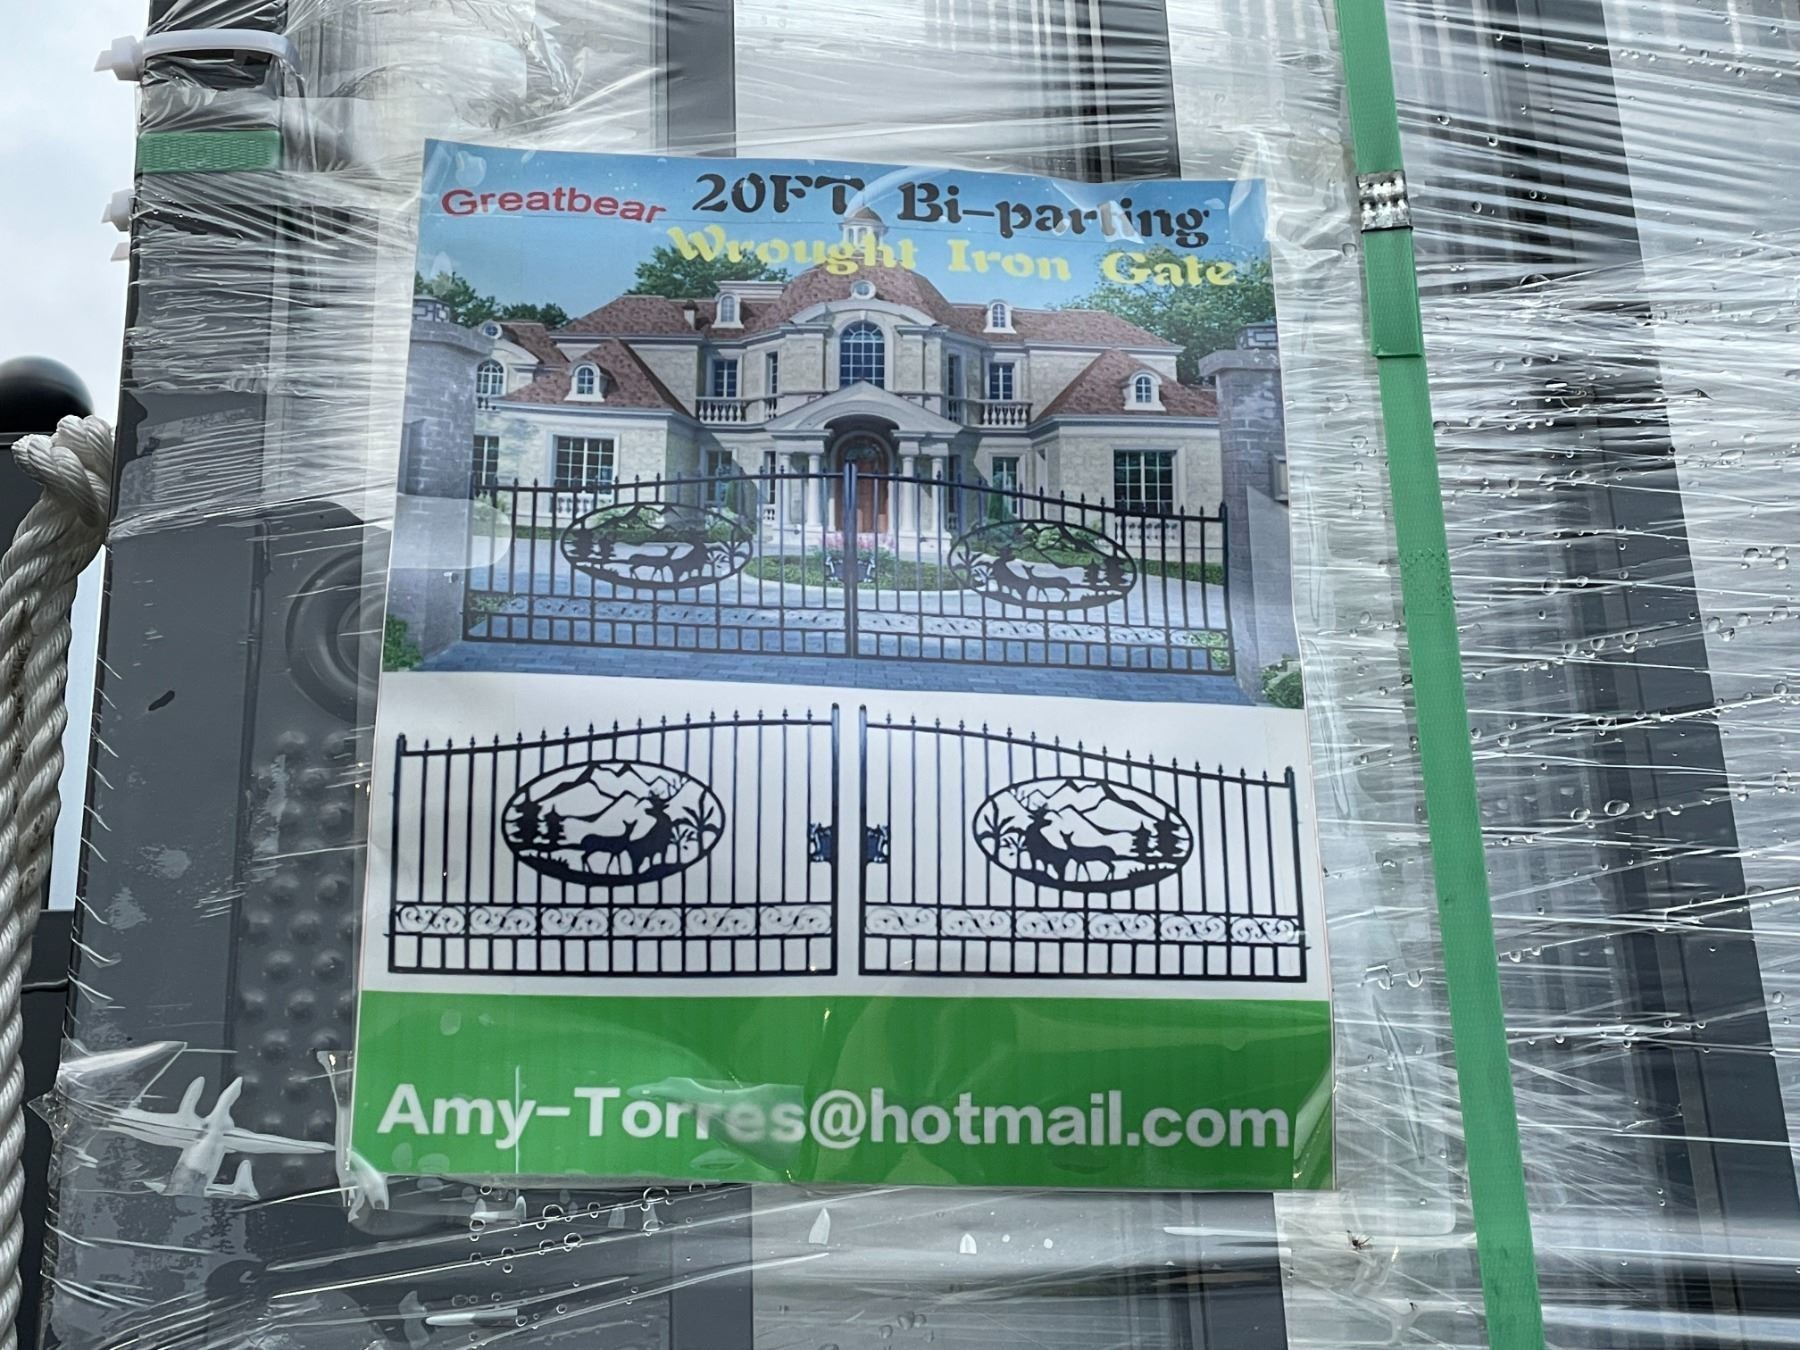 Greatbear 20FT Bi-parting
Wrought Iron Gate
Amy-Torres@hotmail.com